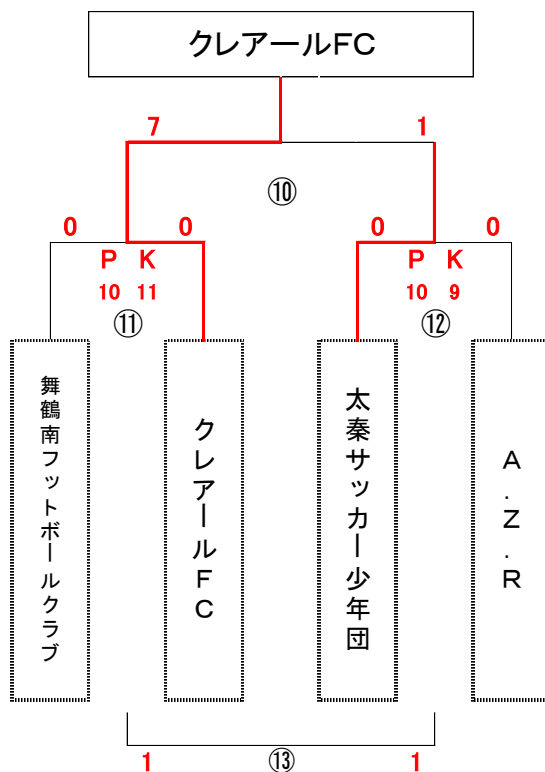 クレアールFC
7 1
⑩
0 0 0 0
P K P K
10 11 10 9
⑪ ⑫
舞鶴南フットボールクラブ
クレアールFC
太秦サッカー少年団
A.Z.R
1 ⑬ 1